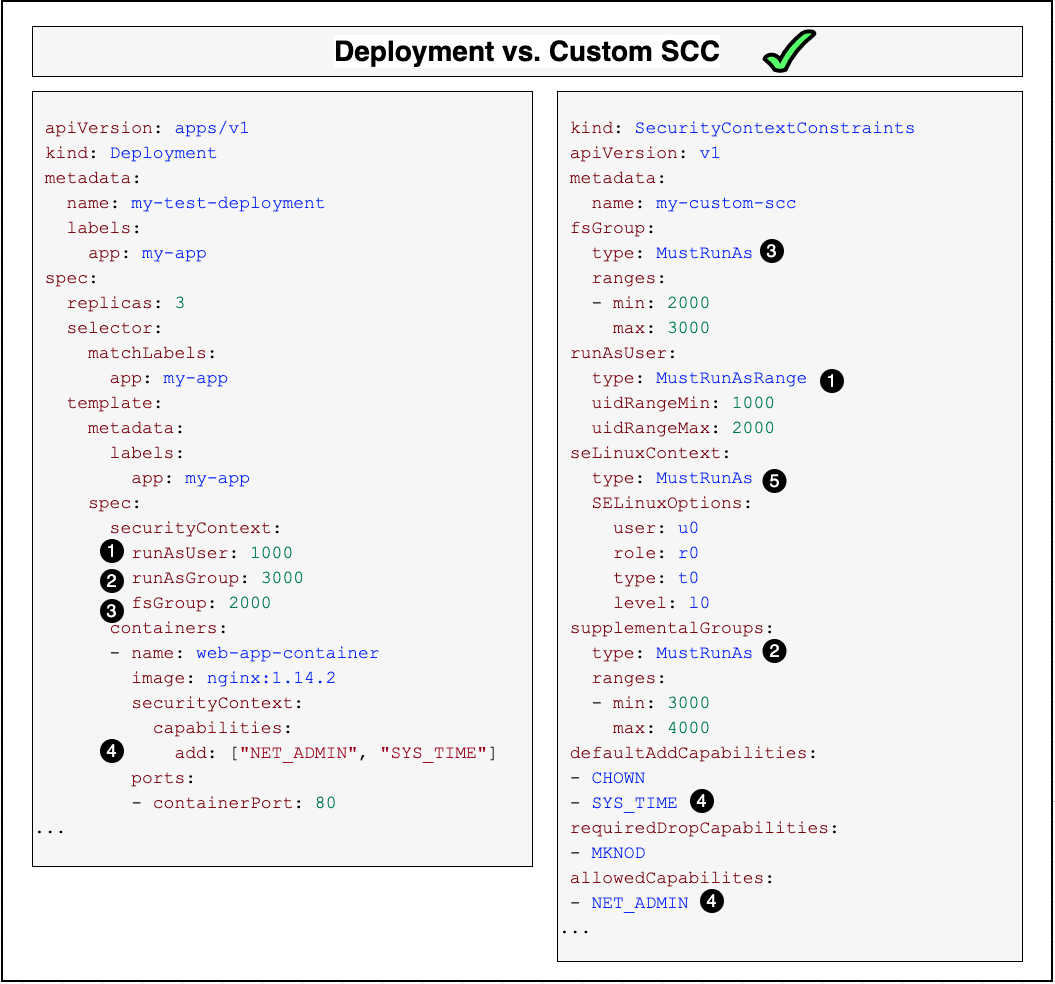 Deployment vs. Custom SCC
apiVersion: apps/v1
kind: Deployment
metadata:
  name: my-test-deployment
  labels:
    app: my-app
spec:
  replicas: 3
  selector:
    matchLabels:
      app: my-app
  template:
    metadata:
      labels:
        app: my-app
    spec:
      securityContext:
1 runAsUser: 1000
2 runAsGroup: 3000
3 fsGroup: 2000
      containers:
      - name: web-app-container
        image: nginx:1.14.2
        securityContext:
          capabilities:
4 add: ["NET_ADMIN", "SYS_TIME"]
        ports:
        - containerPort: 80
...
kind: SecurityContextConstraints
apiVersion: v1
metadata:
  name: my-custom-scc
fsGroup:
  type: MustRunAs 3
  ranges:
  - min: 2000
    max: 3000
runAsUser:
  type: MustRunAsRange 1
  uidRangeMin: 1000
  uidRangeMax: 2000
seLinuxContext:
  type: MustRunAs 5
  SELinuxOptions:
    user: u0
    role: r0
    type: t0
    level: l0
supplementalGroups:
  type: MustRunAs 2
  ranges:
  - min: 3000
    max: 4000
defaultAddCapabilities:
- CHOWN
- SYS_TIME 4
requiredDropCapabilities:
- MKNOD
allowedCapabilites:
- NET_ADMIN 4
...